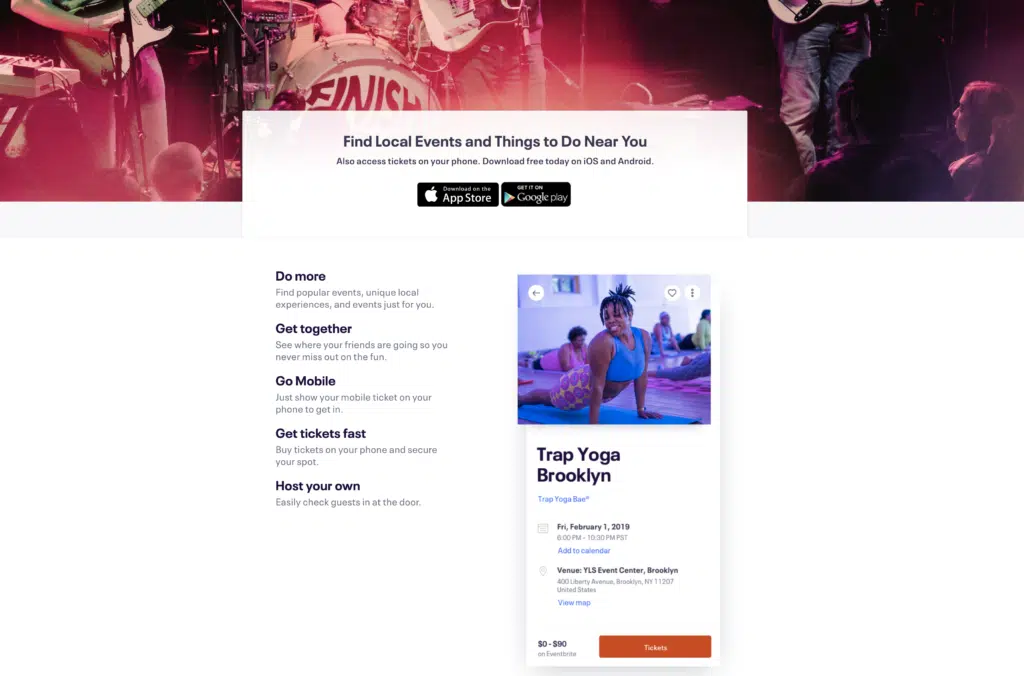 FINISH
Find Local Events and Things to Do Near You
Also access tickets on your phone. Download free today on iOS and Android.
Download on the
App Store
GET IT ON
Google play
Do more
Find popular events, unique local
experiences, and events just for you.
Get together
See where your friends are going so you
never miss out on the fun.
Go Mobile
Just show your mobile ticket on your
phone to get in.
Get tickets fast
Buy tickets on your phone and secure
your spot.
Host your own
Easily check guests in at the door.
Trap Yoga
Brooklyn
Trap Yoga Bae®
Fri, February 1, 2019
6:00 PM - 10:30 PM PST
Add to calendar
Venue: YLS Event Center, Brooklyn
400 Liberty Avenue, Brooklyn, NY 11207
United States
View map
$0 - $90
on Eventbrite
Tickets